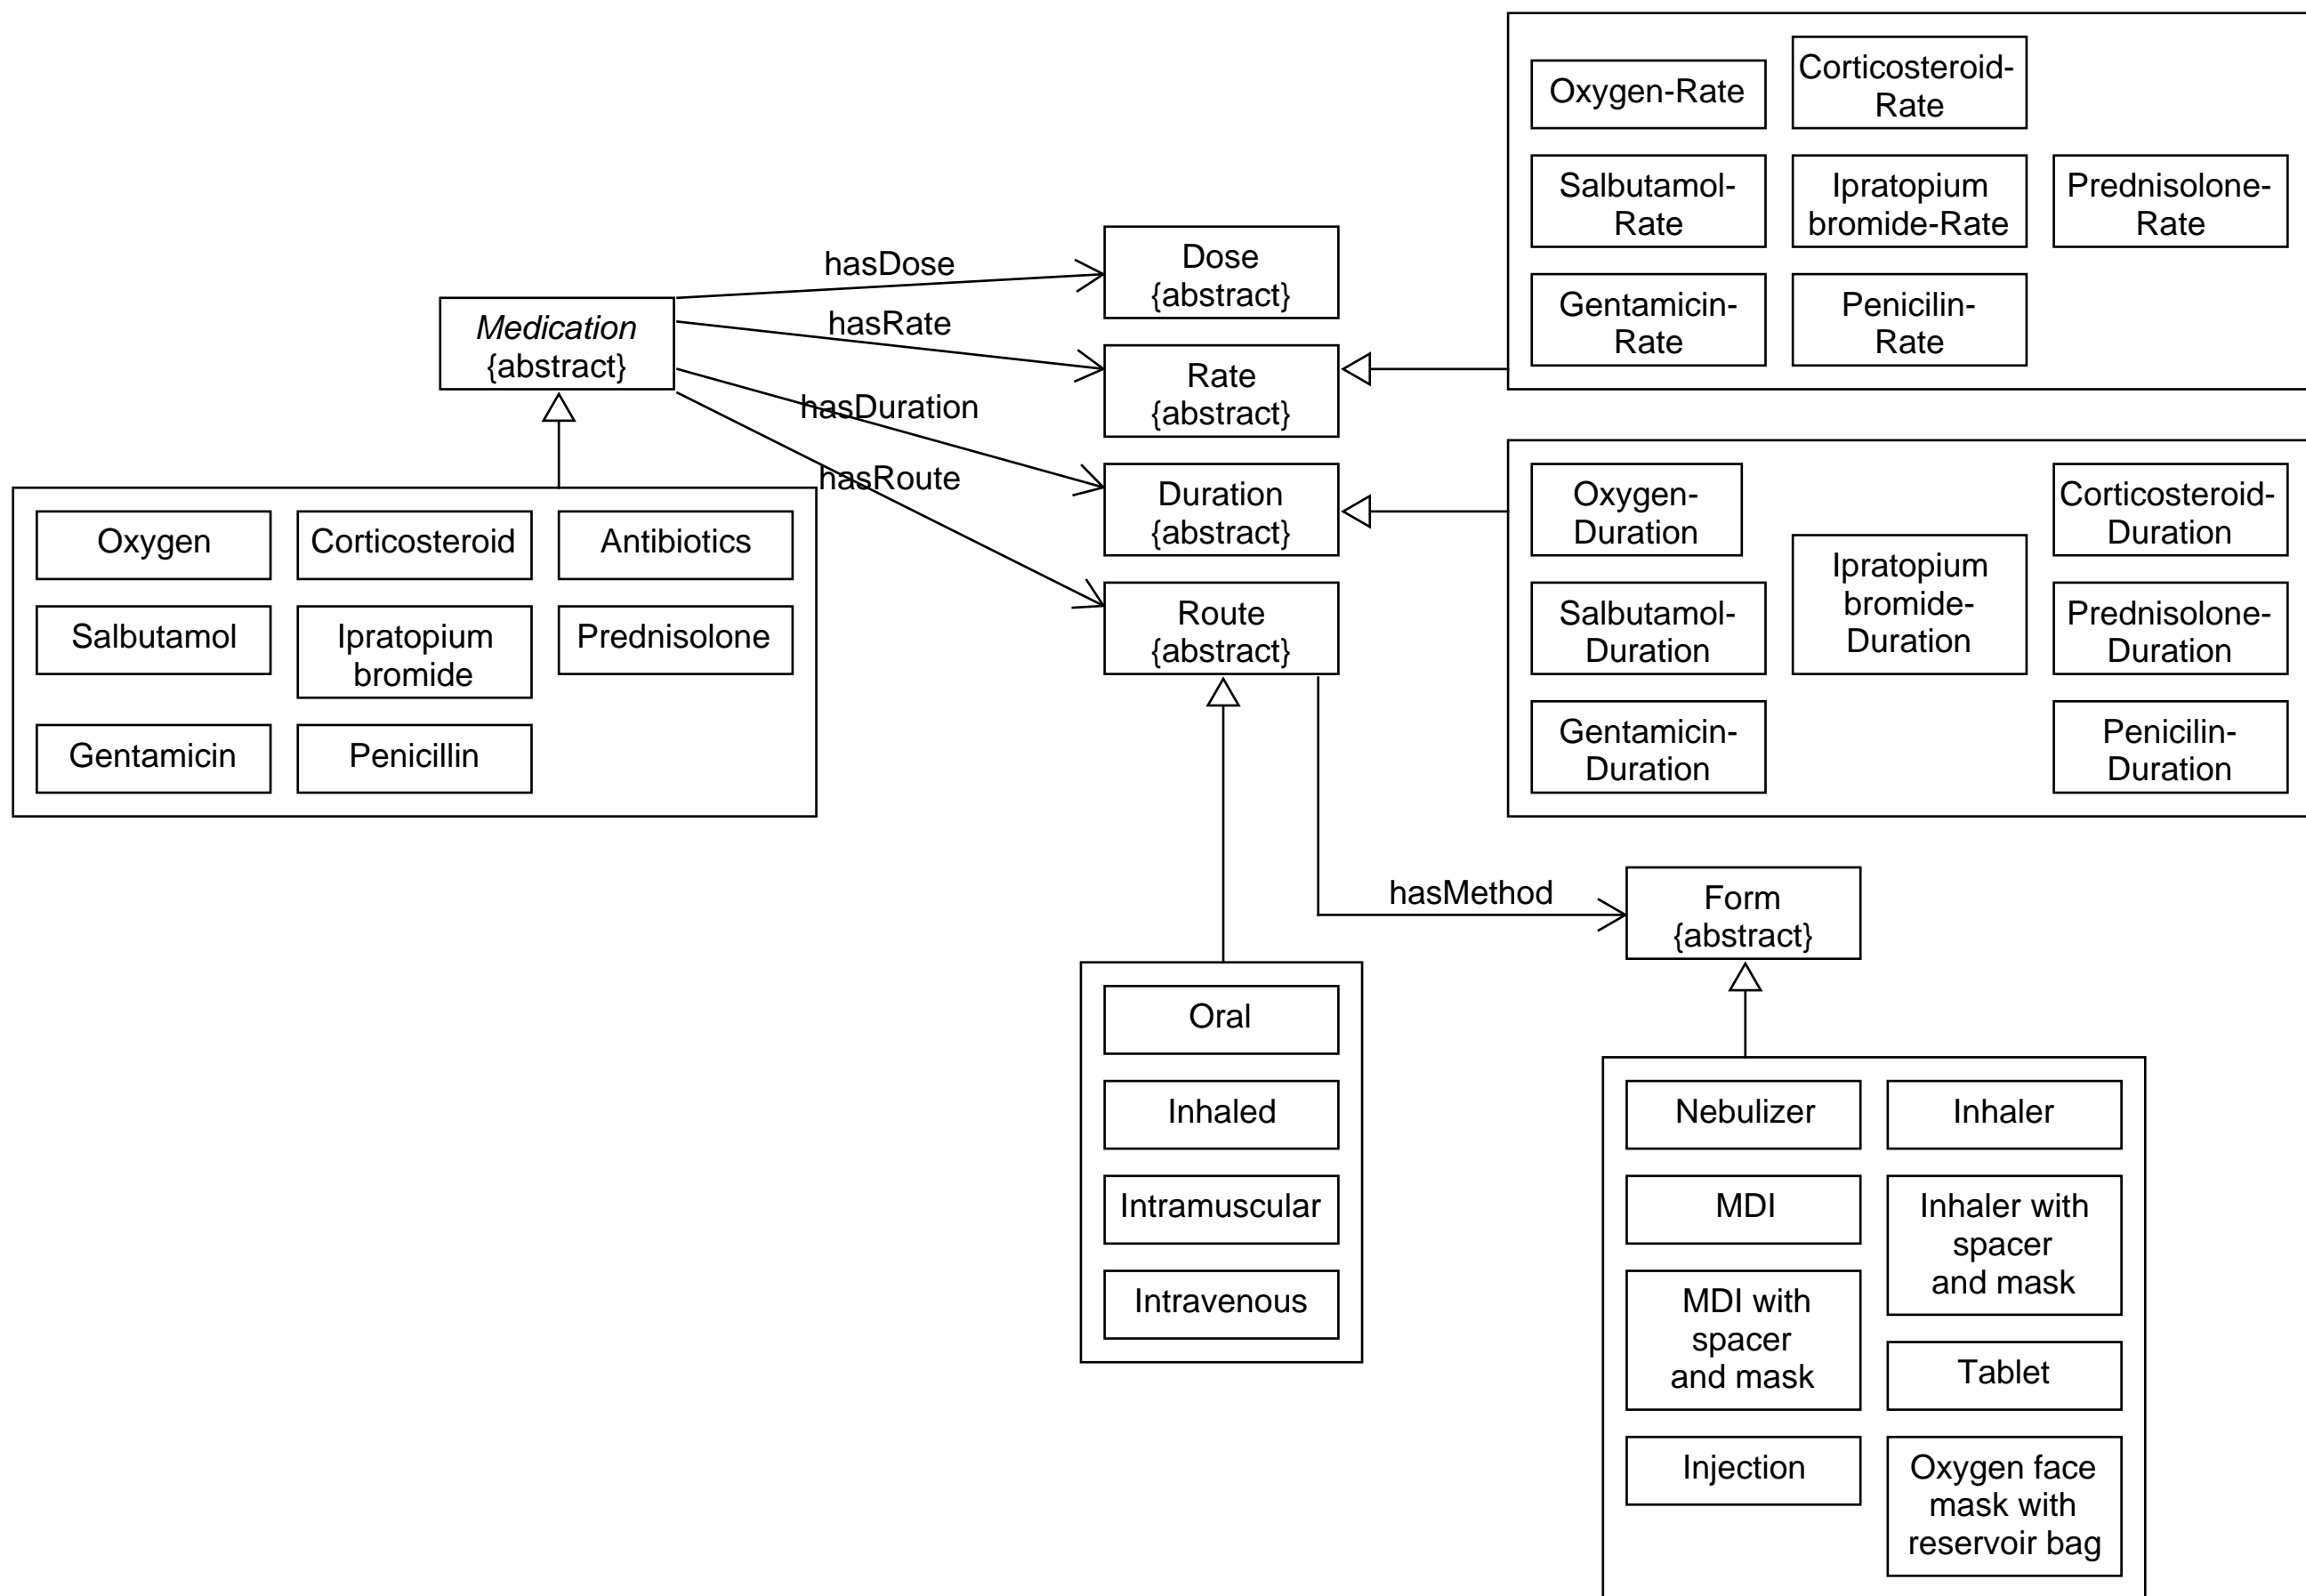 Oxygen-Rate
Corticosteroid-
Rate
Salbutamol-
Rate
Ipratopium
bromide-Rate
Prednisolone-
Rate
Gentamicin-
Rate
Penicilin-
Rate
hasDose
hasRate
hasDuration
hasRoute
Medication
{abstract}
Dose
{abstract}
Rate
{abstract}
Duration
{abstract}
Route
{abstract}
Oxygen
Corticosteroid
Antibiotics
Salbutamol
Ipratopium
bromide
Prednisolone
Gentamicin
Penicillin
Oxygen-
Duration
Corticosteroid-
Duration
Ipratopium
bromide-
Duration
Salbutamol-
Duration
Prednisolone-
Duration
Gentamicin-
Duration
Penicilin-
Duration
hasMethod
Form
{abstract}
Oral
Inhaled
Intramuscular
Intravenous
Nebulizer
Inhaler
MDI
Inhaler with
spacer
and mask
MDI with
spacer
and mask
Tablet
Injection
Oxygen face
mask with
reservoir bag